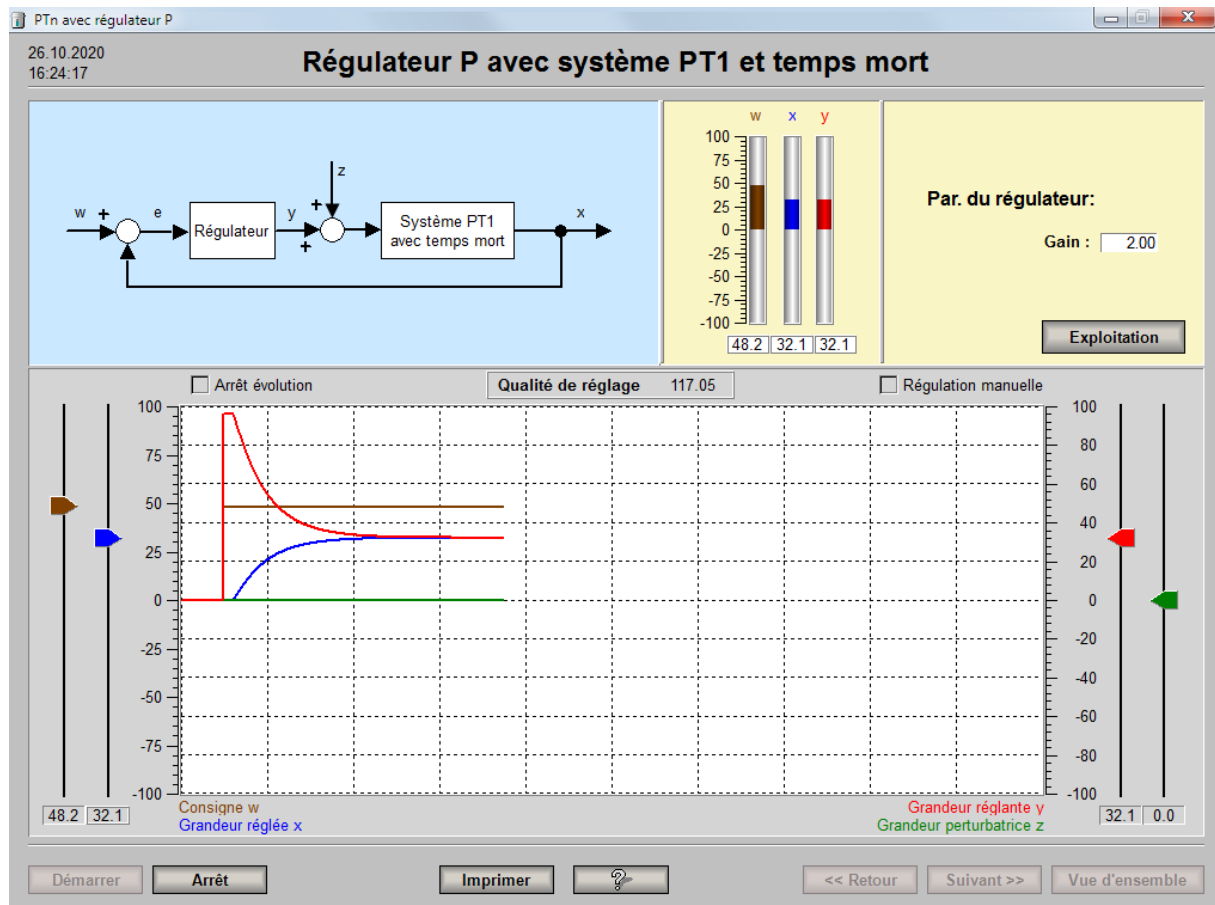 PTn avec régulateur P
26.10.2020
16:24:17
Régulateur P avec système PT1 et temps mort
w + e Régulateur y + + z Système PT1 x
avec temps mort
w x y
100
75
50
25
0
-25
-50
-75
-100
48.2 32.1 32.1
Par. du régulateur:
Gain : 2.00
Exploitation
Arrêt évolution
Qualité de réglage 117.05
Régulation manuelle
100
75
50
25
0
-25
-50
-75
-100
100
80
60
40
20
0
-20
-40
-60
-80
-100
48.2 32.1
Consigne w
Grandeur réglée x
Grandeur réglante y
Grandeur perturbatrice z
32.1 0.0
Démarrer Arrêt Imprimer ? << Retour Suivant >> Vue d'ensemble